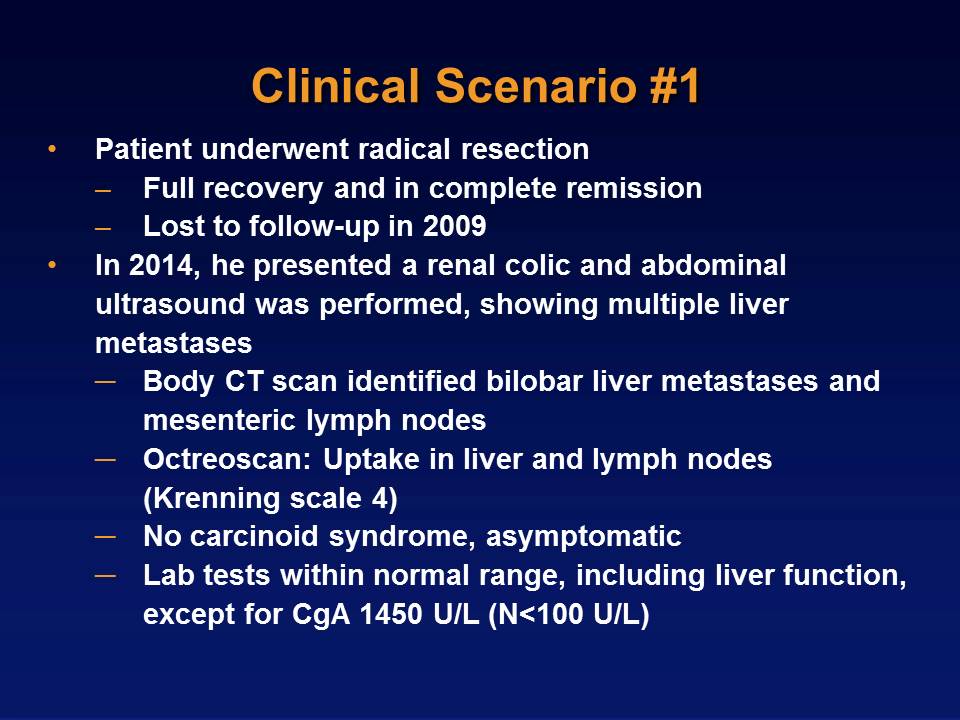 Clinical Scenario #1
• Patient underwent radical resection
– Full recovery and in complete remission
– Lost to follow-up in 2009
• In 2014, he presented a renal colic and abdominal
ultrasound was performed, showing multiple liver
metastases
─ Body CT scan identified bilobar liver metastases and
mesenteric lymph nodes
─ Octreoscan: Uptake in liver and lymph nodes
(Krenning scale 4)
─ No carcinoid syndrome, asymptomatic
─ Lab tests within normal range, including liver function,
except for CgA 1450 U/L (N<100 U/L)